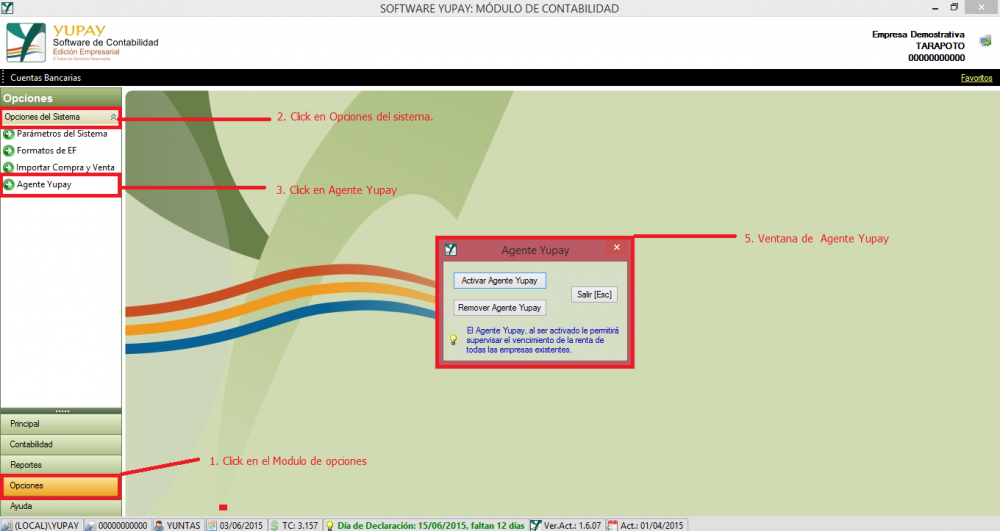 SOFTWARE YUPAY: MÓDULO DE CONTABILIDAD
YUPAY
Software de Contabilidad
Edición Empresarial
© Todos los Derechos Reservados
Empresa Demostrativa
TARAPOTO
00000000000
Cuentas Bancarias
Favoritos
Opciones
Opciones del Sistema
Parámetros del Sistema
Formatos de EF
Importar Compra y Venta
Agente Yupay
2. Click en Opciones del sistema.
3. Click en Agente Yupay
5. Ventana de Agente Yupay
Agente Yupay
Activar Agente Yupay
Salir [Esc]
Remover Agente Yupay
El Agente Yupay, al ser activado le permitirá
supervisar el vencimiento de la renta de
todas las empresas existentes.
Principal
Contabilidad
Reportes
1. Click en el Modulo de opciones
Opciones
Ayuda
(LOCAL)\YUPAY 00000000000 YUNTAS 03/06/2015 TC: 3.157 Día de Declaración: 15/06/2015, faltan 12 días Ver.Act.: 1.6.07 Act.: 01/04/2015